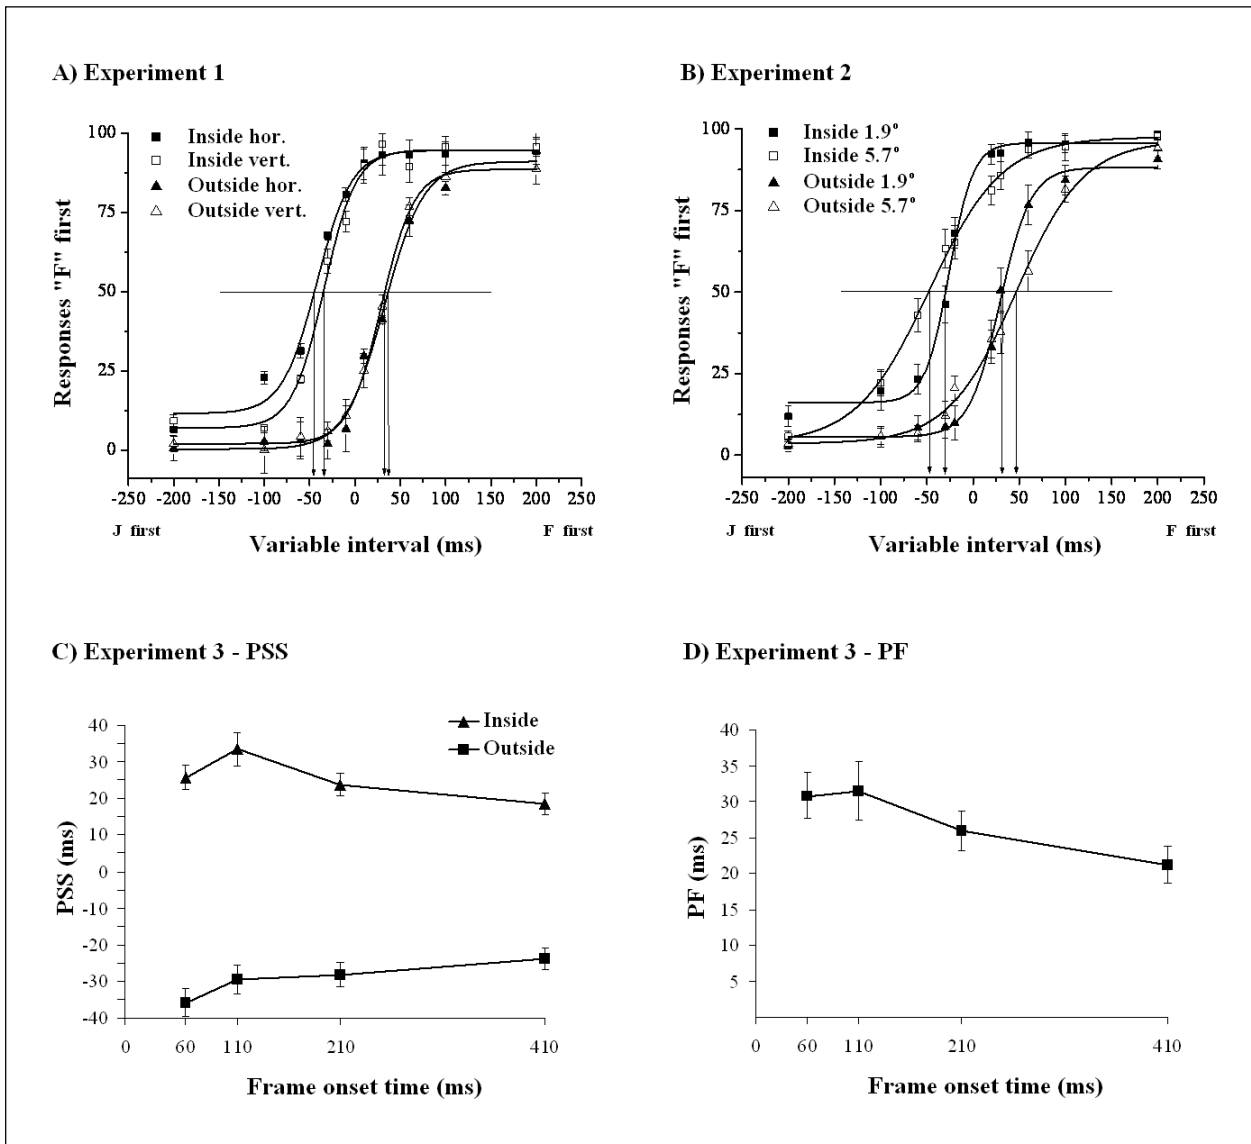 A) Experiment 1
Inside hor.
Inside vert.
Outside hor.
Outside vert.
Responses "F" first
100
75
50
25
0
-250 -200 -150 -100 -50 0 50 100 150 200 250
J first
F first
Variable interval (ms)
B) Experiment 2
Inside 1.9°
Inside 5.7°
Outside 1.9°
Outside 5.7°
Responses "F" first
100
75
50
25
0
-250 -200 -150 -100 -50 0 50 100 150 200 250
J first
F first
Variable interval (ms)
C) Experiment 3 - PSS
Inside
Outside
PSS (ms)
40
30
20
10
0
-10
-20
-30
-40
0 60 110 210 410
Frame onset time (ms)
D) Experiment 3 - PF
PF (ms)
40
35
30
25
20
15
10
5
0 60 110 210 410
Frame onset time (ms)